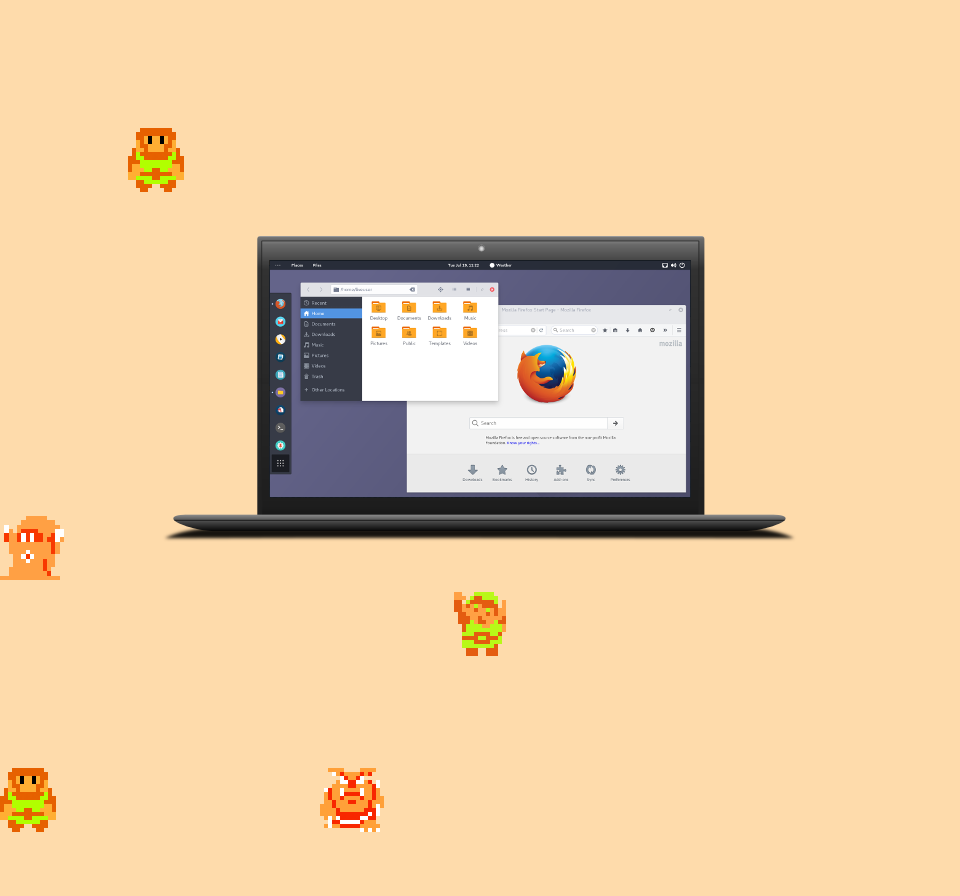 Places Files Tue Jul 19, 13:22 Weather
/home/
Recent
Home
Documents
Downloads
Music
Pictures
Videos
Trash
Other Locations
Desktop Documents Downloads Music
Pictures Public Templates Videos
Mozilla Firefox Start Page - Mozilla Firefox
Search
mozilla
Search
Mozilla Firefox is free and open source software from the non-profit Mozilla
Foundation. Know your rights...
Downloads Bookmarks History Add-ons Sync Preferences